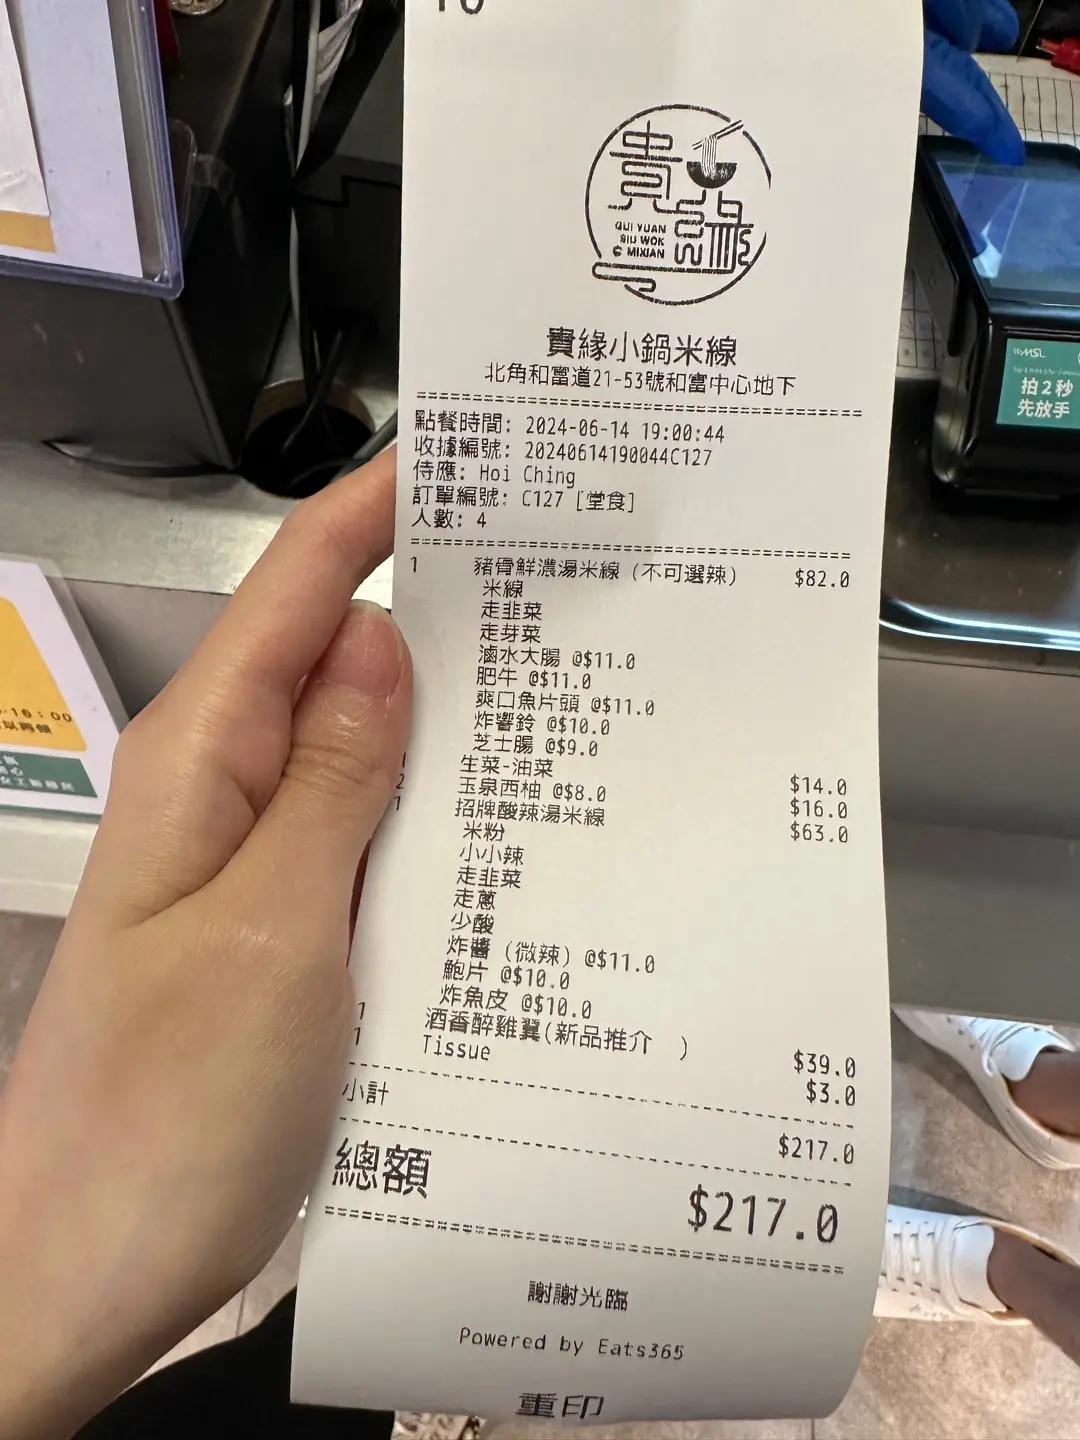 貴緣
QUI YUAN
SIU WOK
MIXIAN
貴緣小鍋米線
北角和富道21-53號和富中心地下
點餐時間: 2024-06-14 19:00:44
收據編號: 20240614190044C127
侍應: Hoi Ching
訂單編號: C127 [堂食]
人數: 4
1 豬骨鮮濃湯米線 (不可選辣) $82.0
米線
走韭菜
走芽菜
滷水大腸 @$11.0
肥牛 @$11.0
爽口魚片頭 @$11.0
炸響鈴 @$10.0
芝士腸 @$9.0
1 生菜-油菜 $14.0
2 玉泉西柚 @$8.0 $16.0
1 招牌酸辣湯米線 $63.0
米粉
小小辣
走韭菜
走蔥
少酸
炸醬 (微辣) @$11.0
鮑片 @$10.0
炸魚皮 @$10.0
1 酒香醉雞翼(新品推介 ) $39.0
1 Tissue $3.0
小計 $217.0
總額 $217.0
謝謝光臨
Powered by Eats365
重印
MSL
拍2秒
先放手